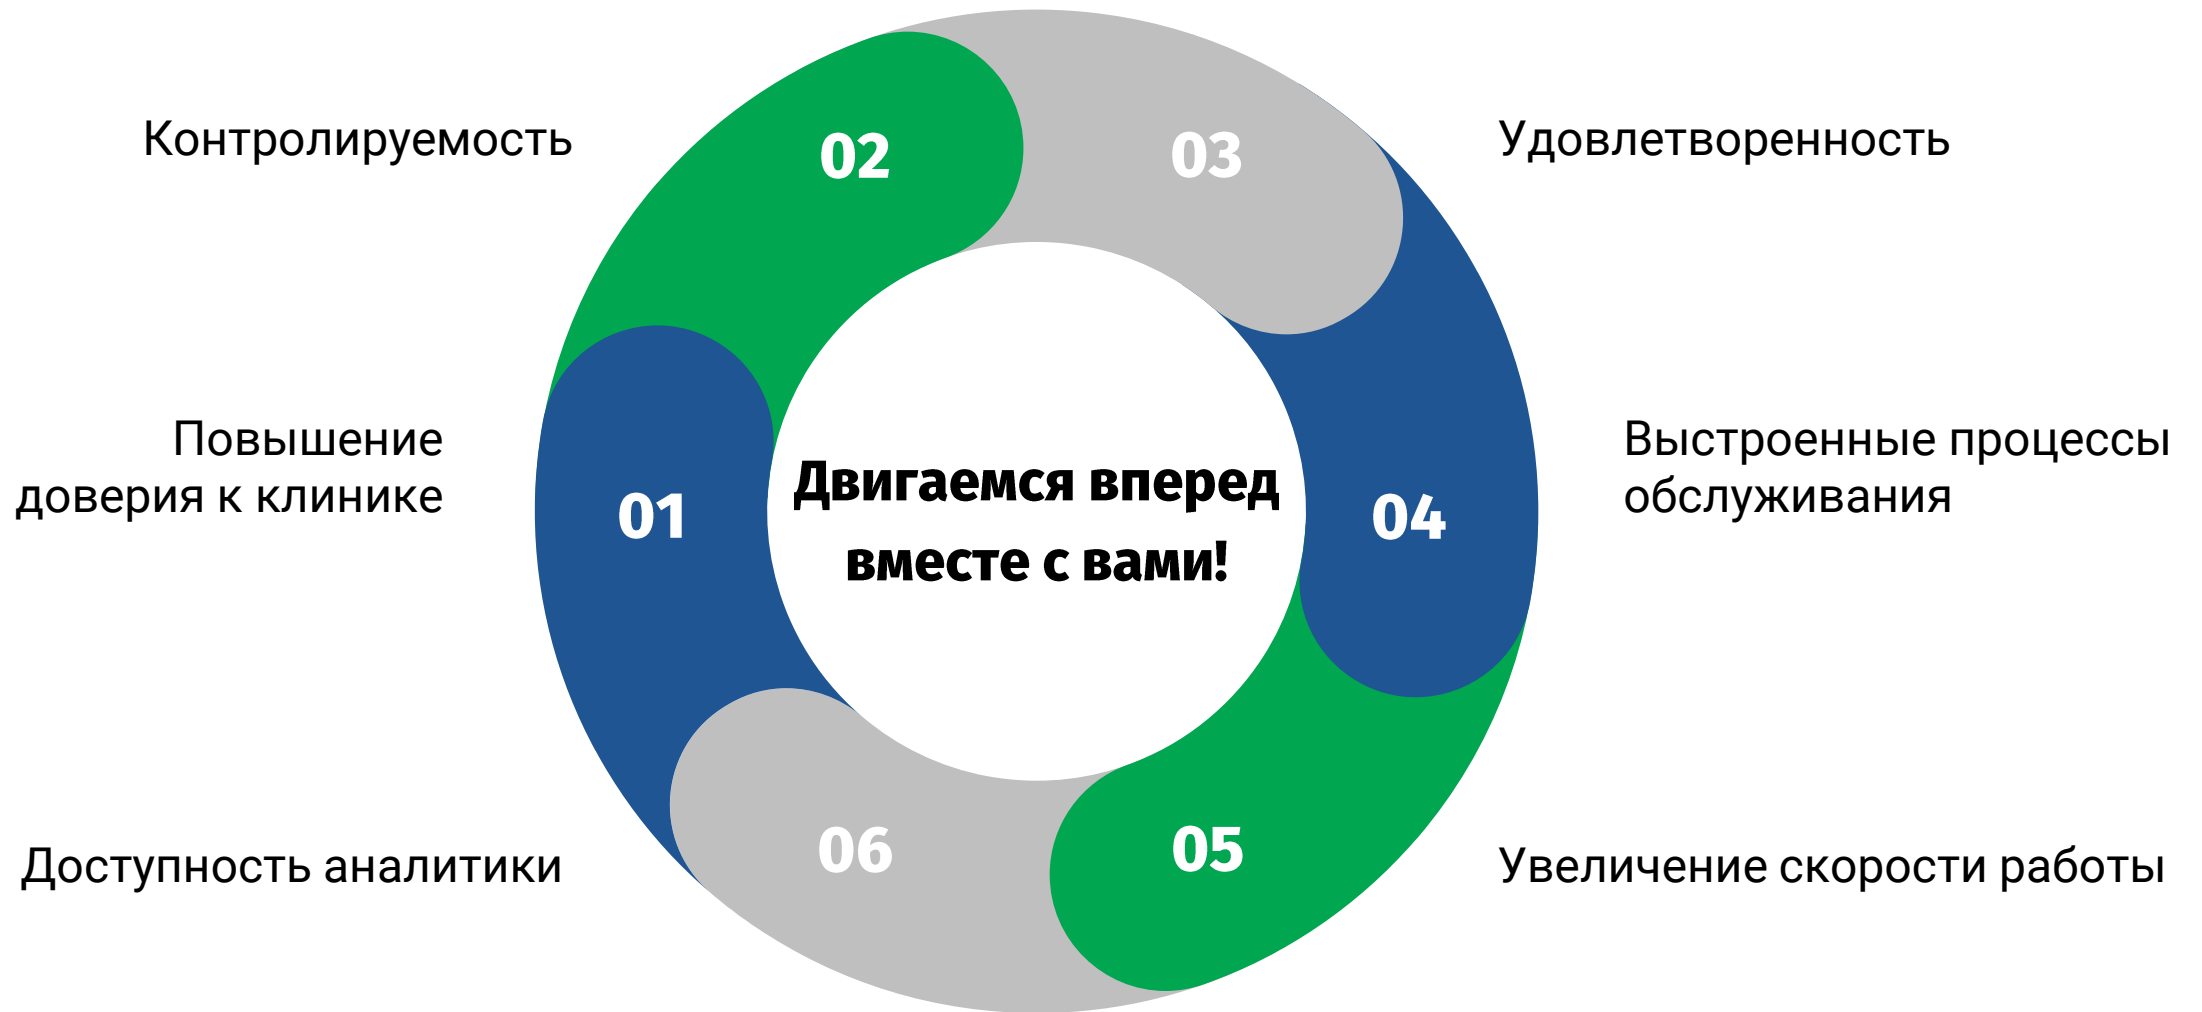 Контролируемость
02
03
Удовлетворенность
Повышение
доверия к клинике
01
Двигаемся вперед
вместе с вами!
04
Выстроенные процессы
обслуживания
Доступность аналитики
06
05
Увеличение скорости работы